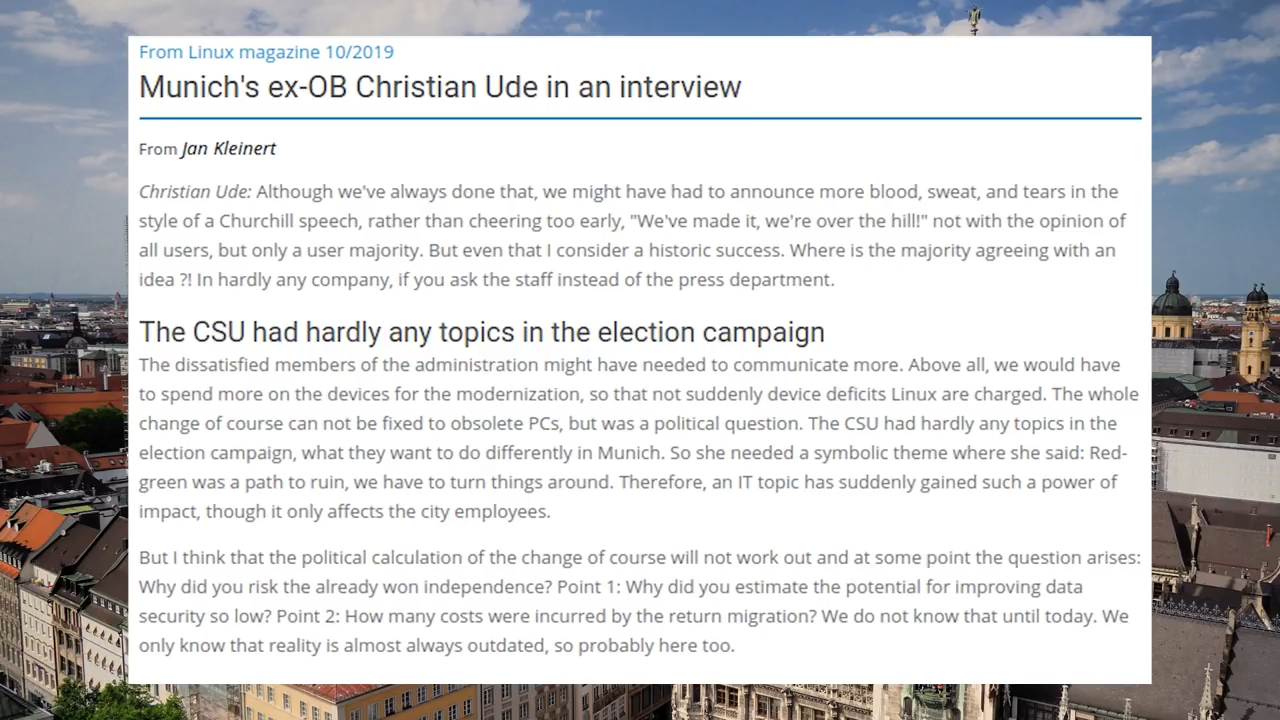 From Linux magazine 10/2019
Munich's ex-OB Christian Ude in an interview
From Jan Kleinert
Christian Ude: Although we've always done that, we might have had to announce more blood, sweat, and tears in the
style of a Churchill speech, rather than cheering too early, "We've made it, we're over the hill!" not with the opinion of
all users, but only a user majority. But even that I consider a historic success. Where is the majority agreeing with an
idea ?! In hardly any company, if you ask the staff instead of the press department.
The CSU had hardly any topics in the election campaign
The dissatisfied members of the administration might have needed to communicate more. Above all, we would have
to spend more on the devices for the modernization, so that not suddenly device deficits Linux are charged. The whole
change of course can not be fixed to obsolete PCs, but was a political question. The CSU had hardly any topics in the
election campaign, what they want to do differently in Munich. So she needed a symbolic theme where she said: Red-
green was a path to ruin, we have to turn things around. Therefore, an IT topic has suddenly gained such a power of
impact, though it only affects the city employees.
But I think that the political calculation of the change of course will not work out and at some point the question arises:
Why did you risk the already won independence? Point 1: Why did you estimate the potential for improving data
security so low? Point 2: How many costs were incurred by the return migration? We do not know that until today. We
only know that reality is almost always outdated, so probably here too.